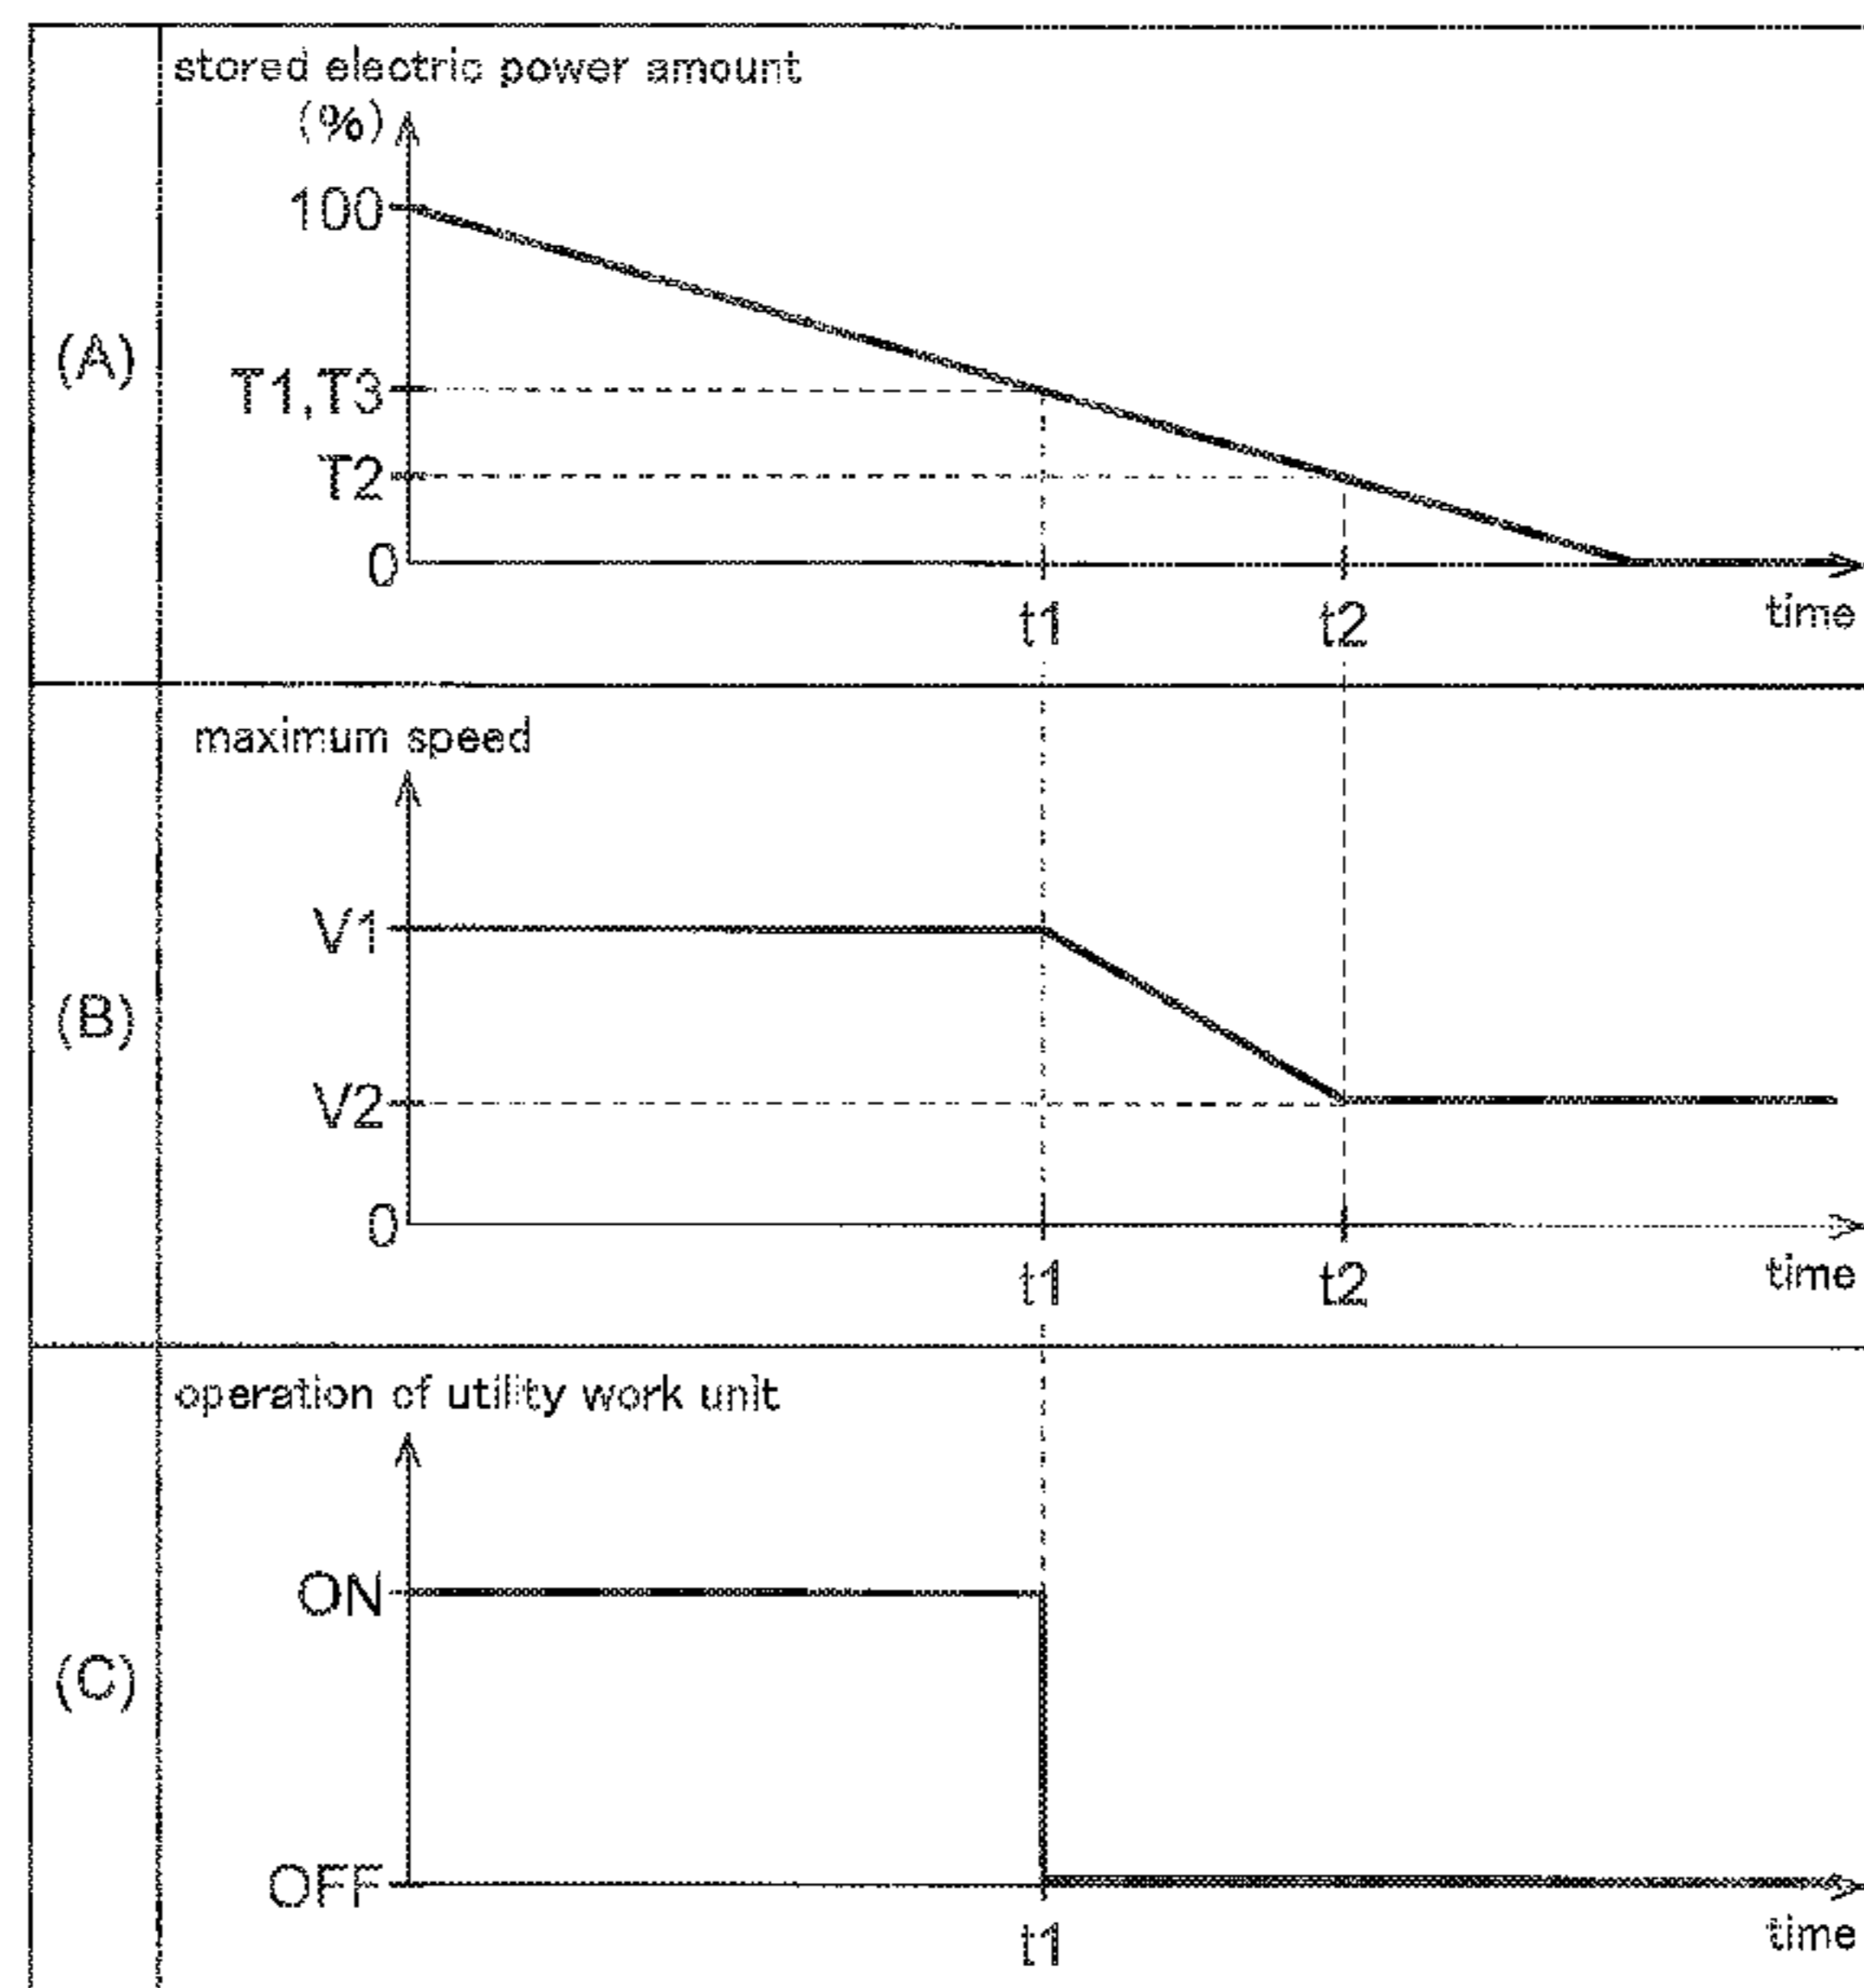 stored electric power amount
(%)
100
(A)
T1,T3
T2
0
t1 t2 time
maximum speed
V1
(B)
V2
0
t1 t2 time
operation of utility work unit
ON
(C)
OFF
t1 time